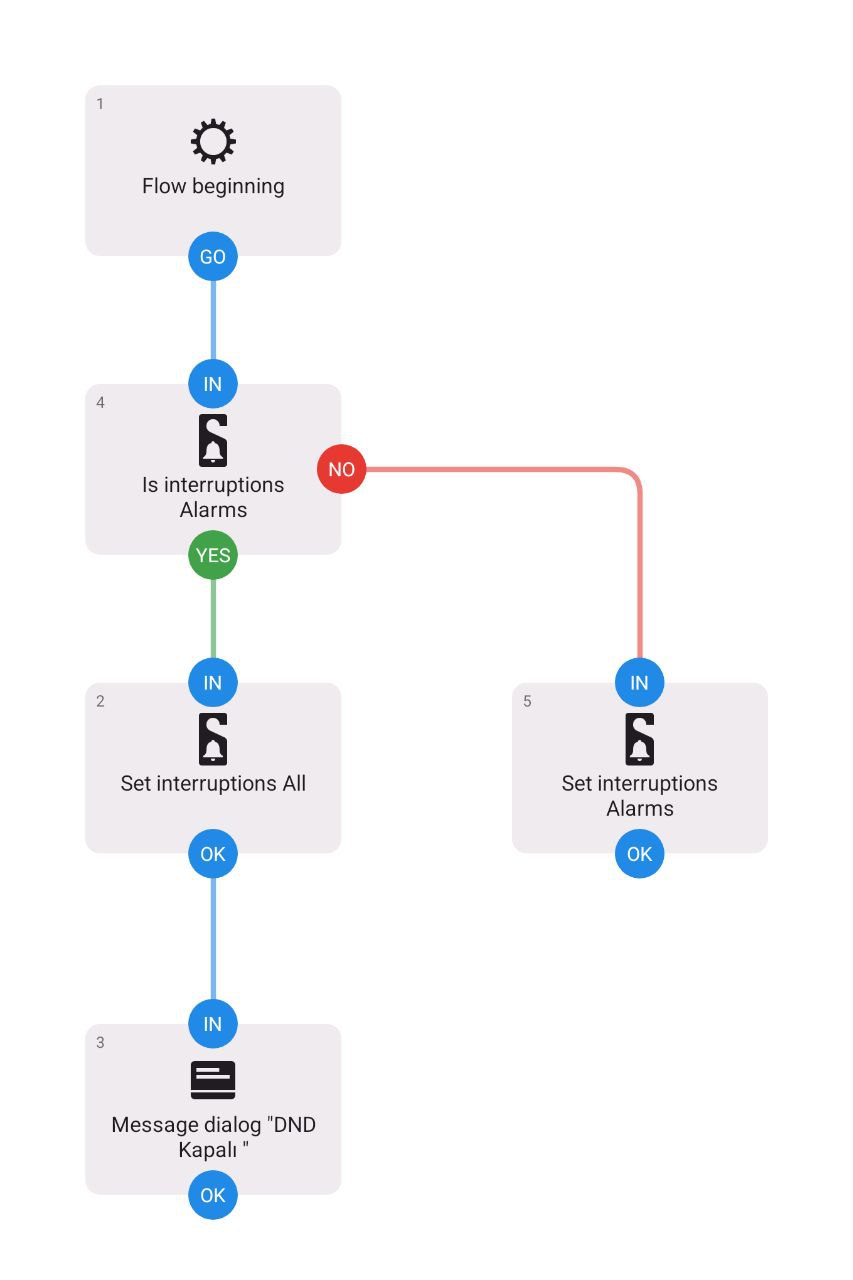 1
Flow beginning
GO
IN
4
Is interruptions
Alarms
NO
YES
IN
2
Set interruptions All
OK
IN
5
Set interruptions
Alarms
OK
IN
3
Message dialog "DND
Kapalı "
OK